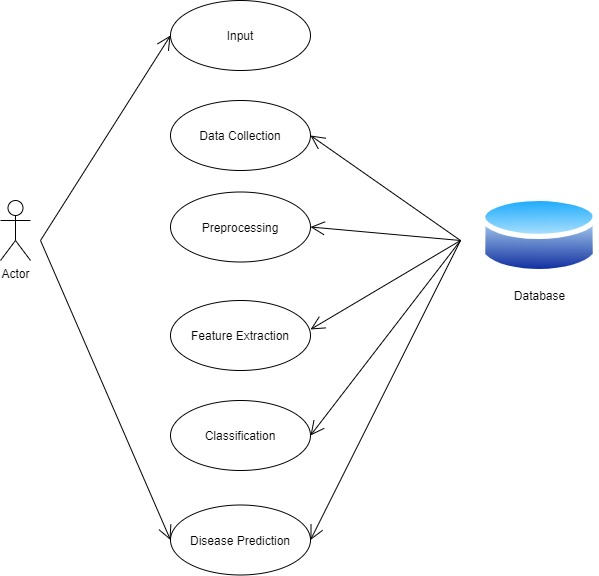 Input
Data Collection
Preprocessing
Actor
Database
Feature Extraction
Classification
Disease Prediction